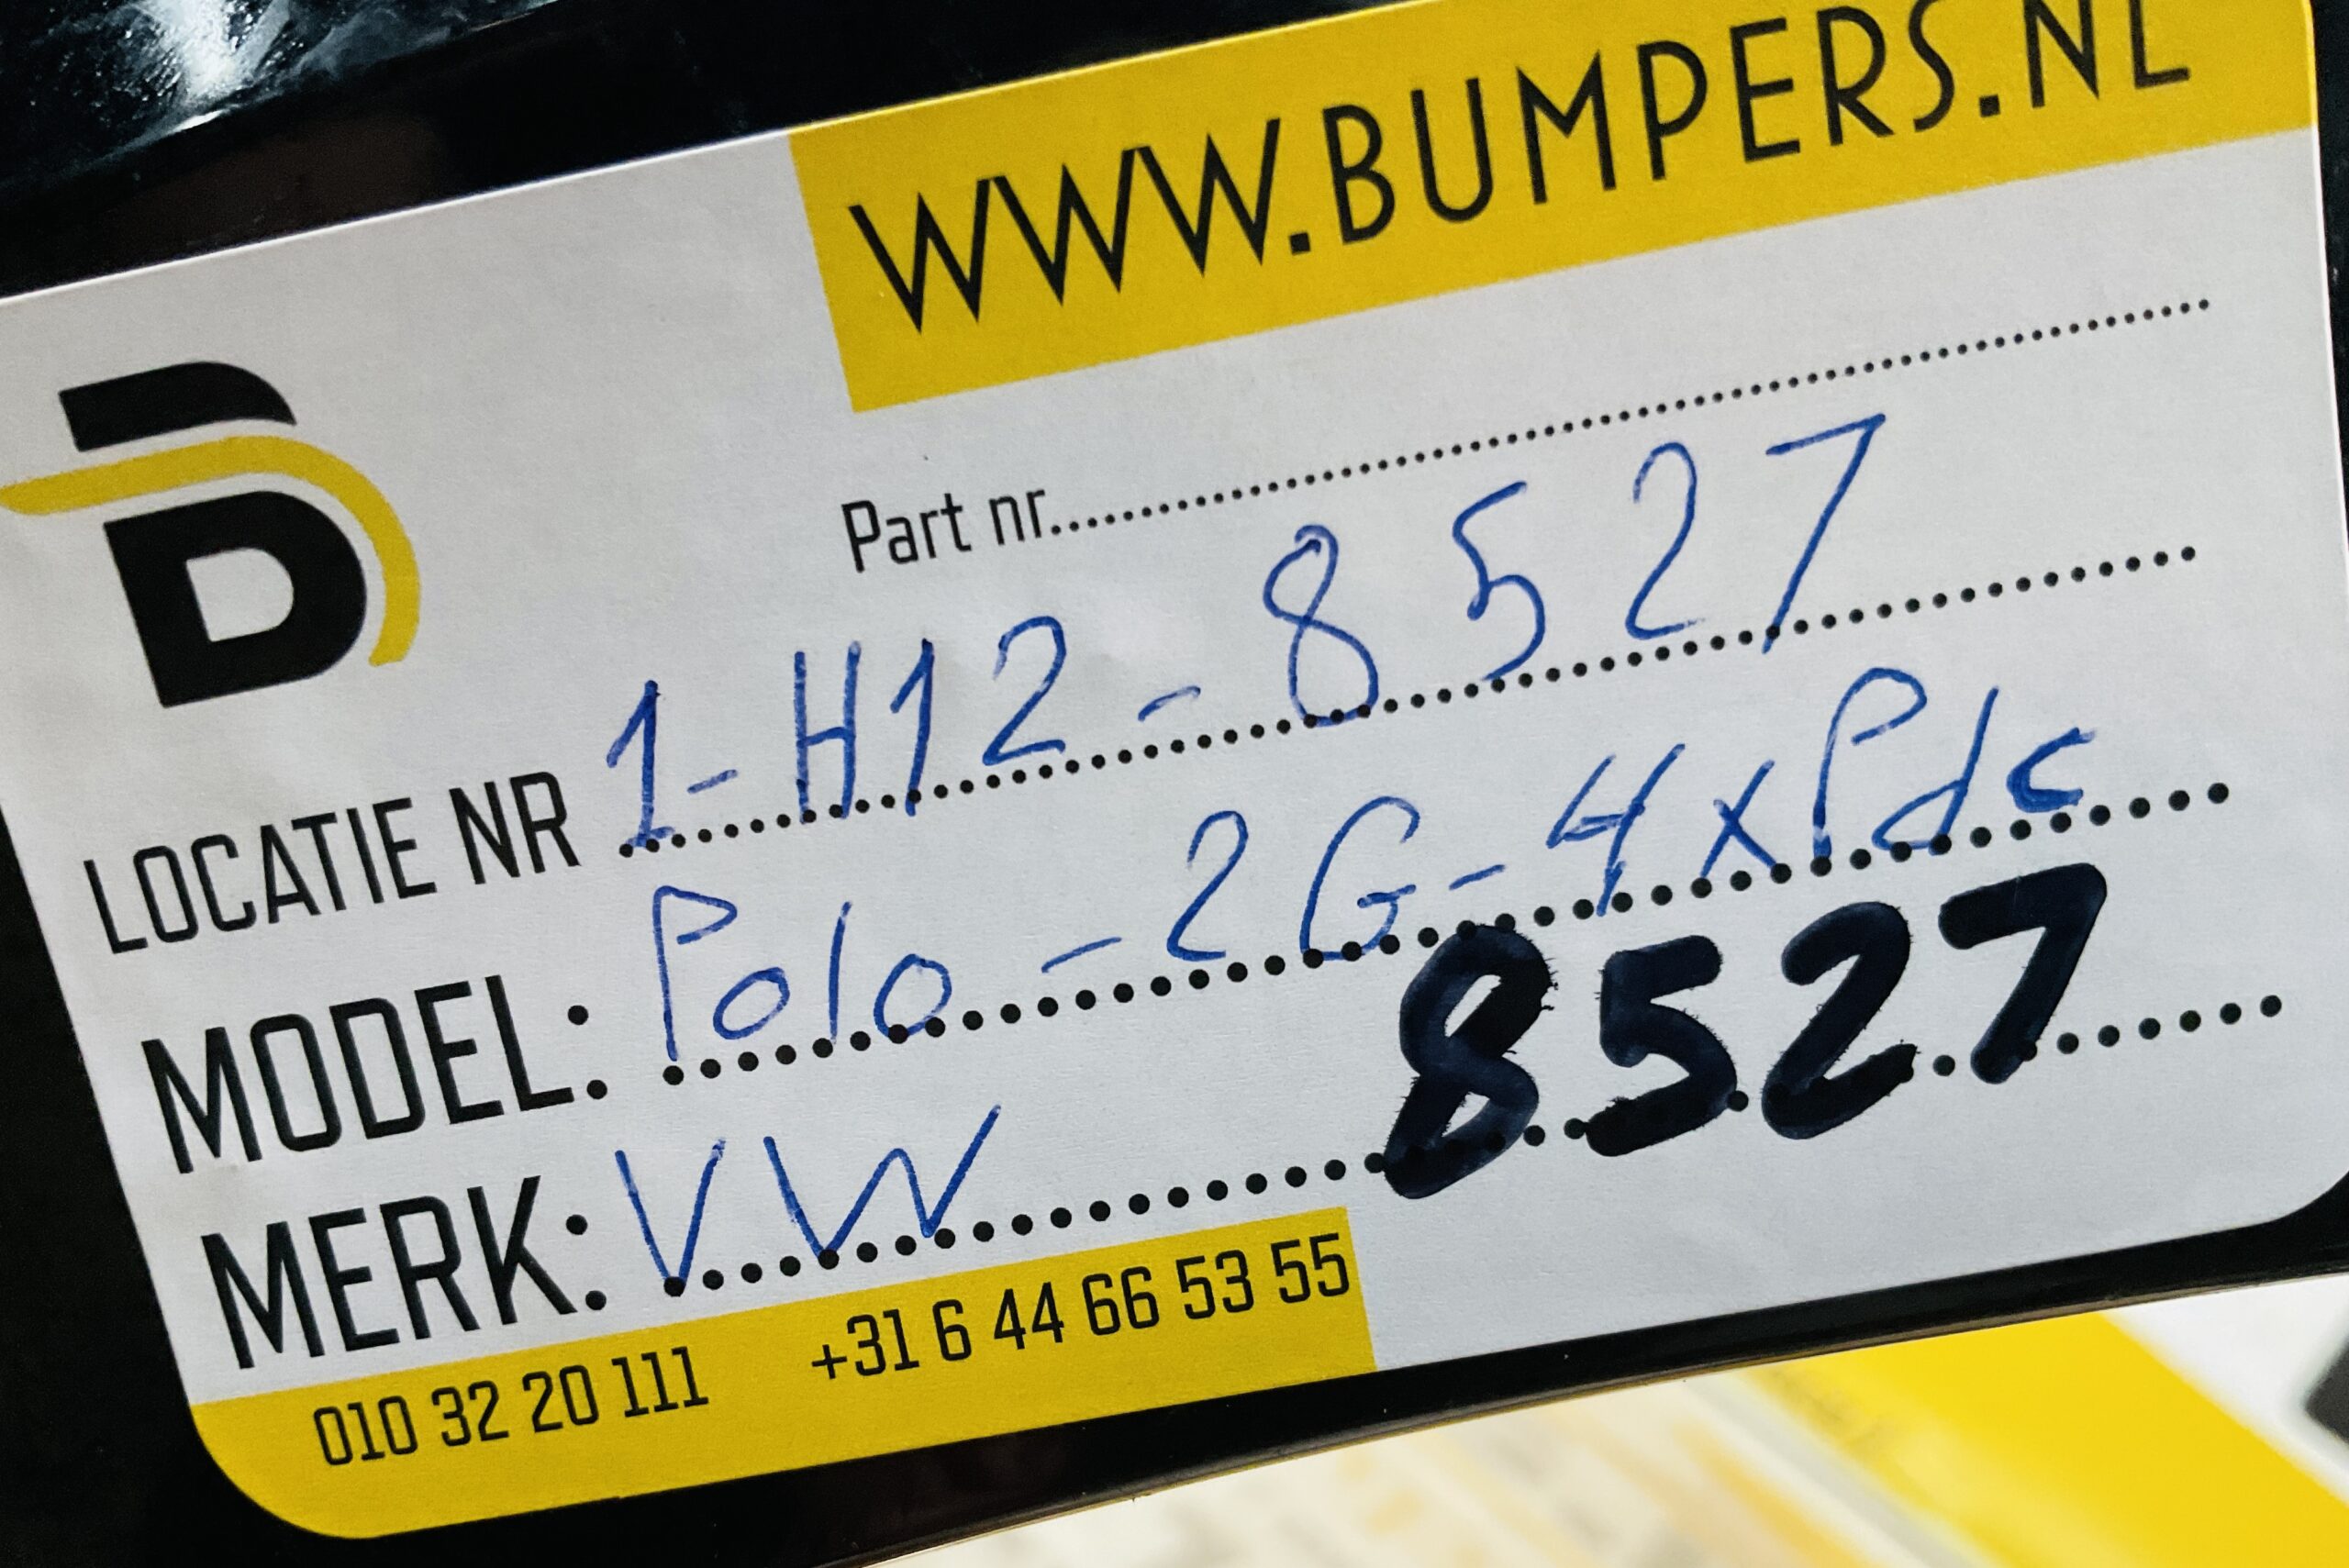 WWW.BUMPERS.NL
B
Part nr.......................................................
LOCATIE NR 1-H12-8527
MODEL: Polo-2G-4xPdc
8527
MERK: VW
010 32 20 111 +31 6 44 66 53 55